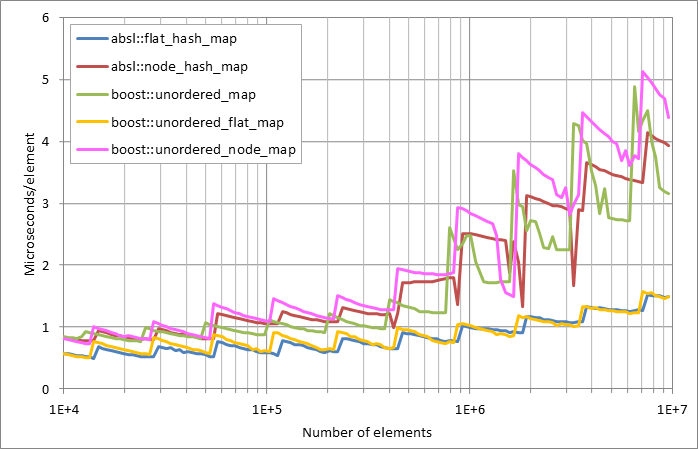 6
5
4
3
2
1
0
Microseconds/element
absl::flat_hash_map
absl::node_hash_map
boost::unordered_map
boost::unordered_flat_map
boost::unordered_node_map
1E+4
1E+5
1E+6
1E+7
Number of elements